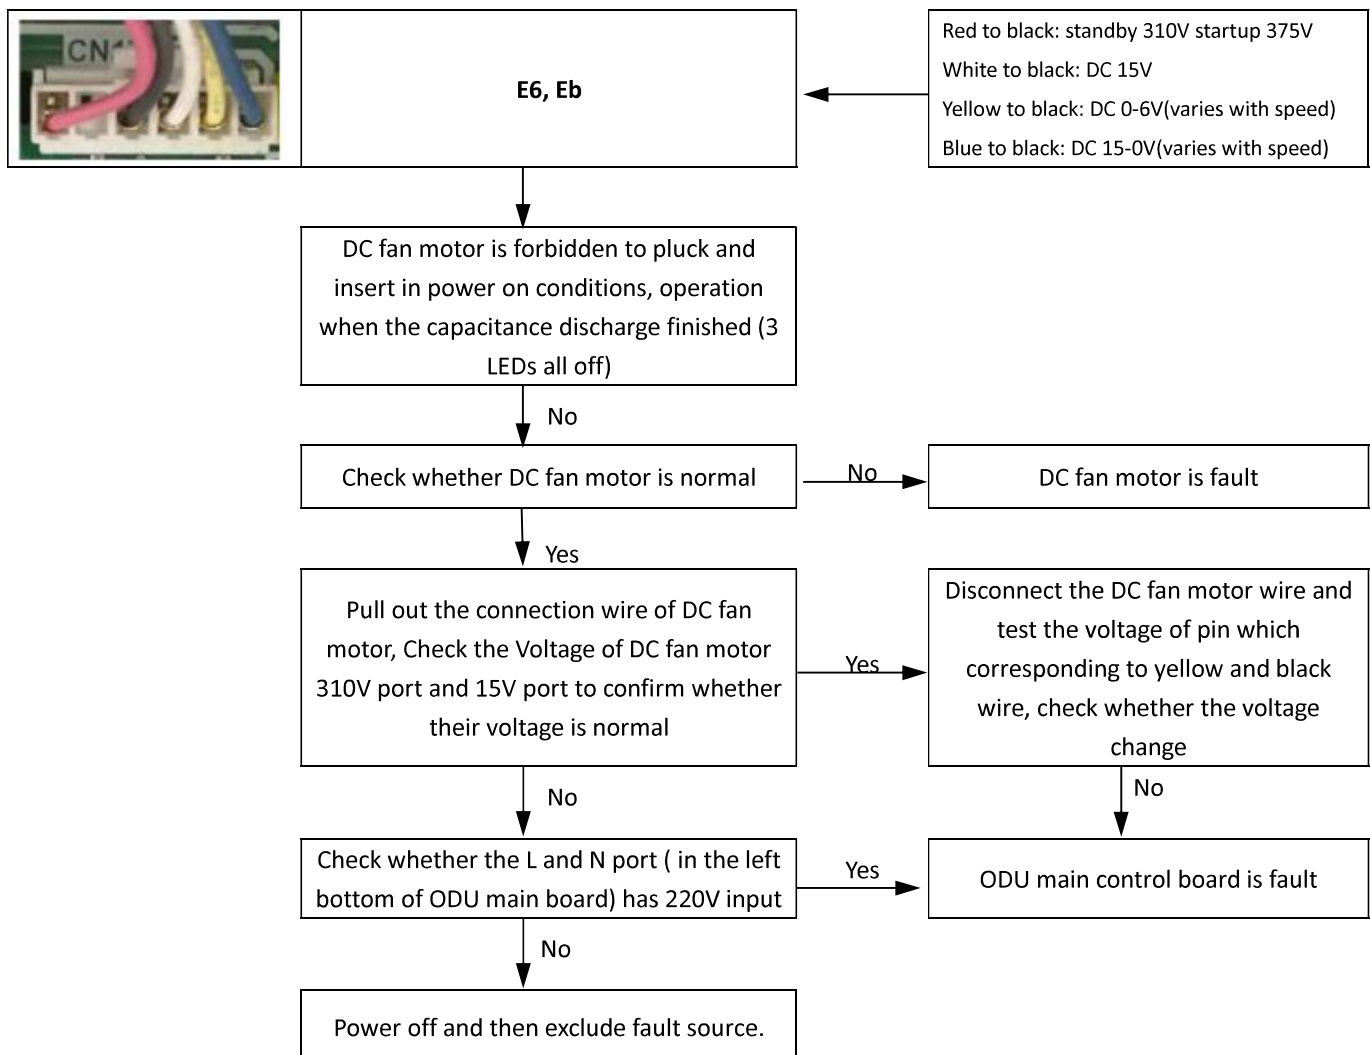 CN
E6, Eb
Red to black: standby 310V startup 375V
White to black: DC 15V
Yellow to black: DC 0-6V(varies with speed)
Blue to black: DC 15-0V(varies with speed)
DC fan motor is forbidden to pluck and
insert in power on conditions, operation
when the capacitance discharge finished (3
LEDs all off)
No
Check whether DC fan motor is normal
No
DC fan motor is fault
Yes
Pull out the connection wire of DC fan
motor, Check the Voltage of DC fan motor
310V port and 15V port to confirm whether
their voltage is normal
Yes
Disconnect the DC fan motor wire and
test the voltage of pin which
corresponding to yellow and black
wire, check whether the voltage
change
No
No
Check whether the L and N port ( in the left
bottom of ODU main board) has 220V input
Yes
ODU main control board is fault
No
Power off and then exclude fault source.